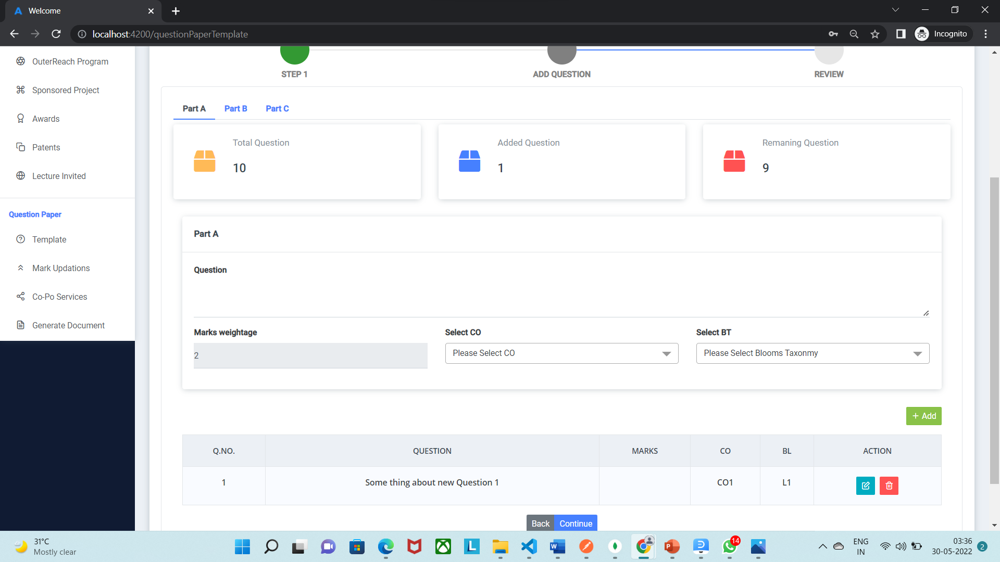 Welcome
localhost:4200/questionPaperTemplate
Incognito
OuterReach Program
Sponsored Project
Awards
Patents
Lecture Invited
Question Paper
Template
Mark Updations
Co-Po Services
Generate Document
STEP 1
ADD QUESTION
REVIEW
Part A
Part B
Part C
Total Question
10
Added Question
1
Remaning Question
9
Part A
Question
Marks weightage
2
Select CO
Please Select CO
Select BT
Please Select Blooms Taxonmy
+ Add
Q.NO. QUESTION MARKS CO BL ACTION
1 Some thing about new Question 1 CO1 L1
Back Continue
31°C
Mostly clear
14
ENG
IN
03:36
30-05-2022
2